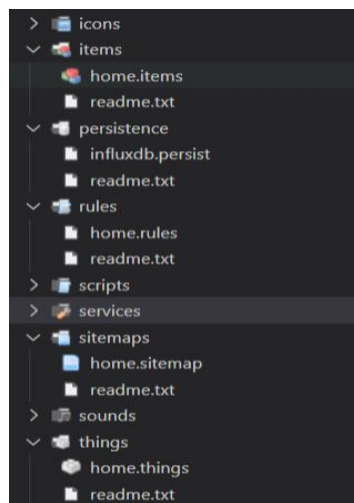 icons
items
home.items
readme.txt
persistence
influxdb.persist
readme.txt
rules
home.rules
readme.txt
scripts
services
sitemaps
home.sitemap
readme.txt
sounds
things
home.things
readme.txt